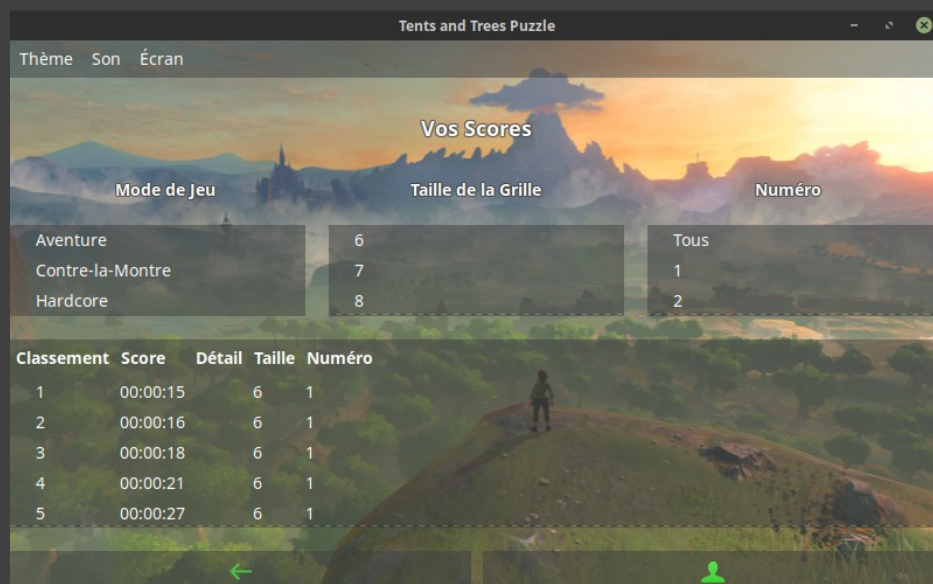 Tents and Trees Puzzle
Thème Son Écran
Vos Scores
Mode de Jeu Taille de la Grille Numéro
Aventure 6 Tous
Contre-la-Montre 7 1
Hardcore 8 2
Classement Score Détail Taille Numéro
1 00:00:15 6 1
2 00:00:16 6 1
3 00:00:18 6 1
4 00:00:21 6 1
5 00:00:27 6 1